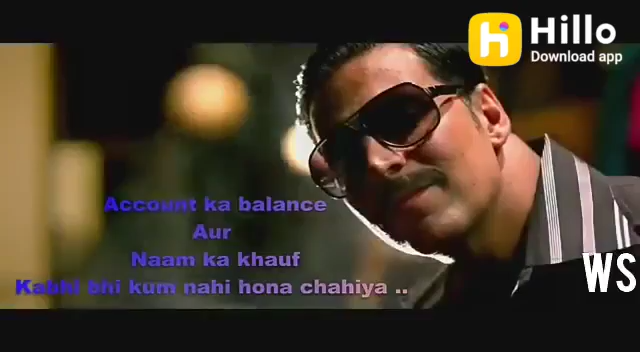 Hillo
Download app
Account ka balance
Aur
Naam ka khauf
Kabhi bhi kum nahi hona chahiya ..
WS